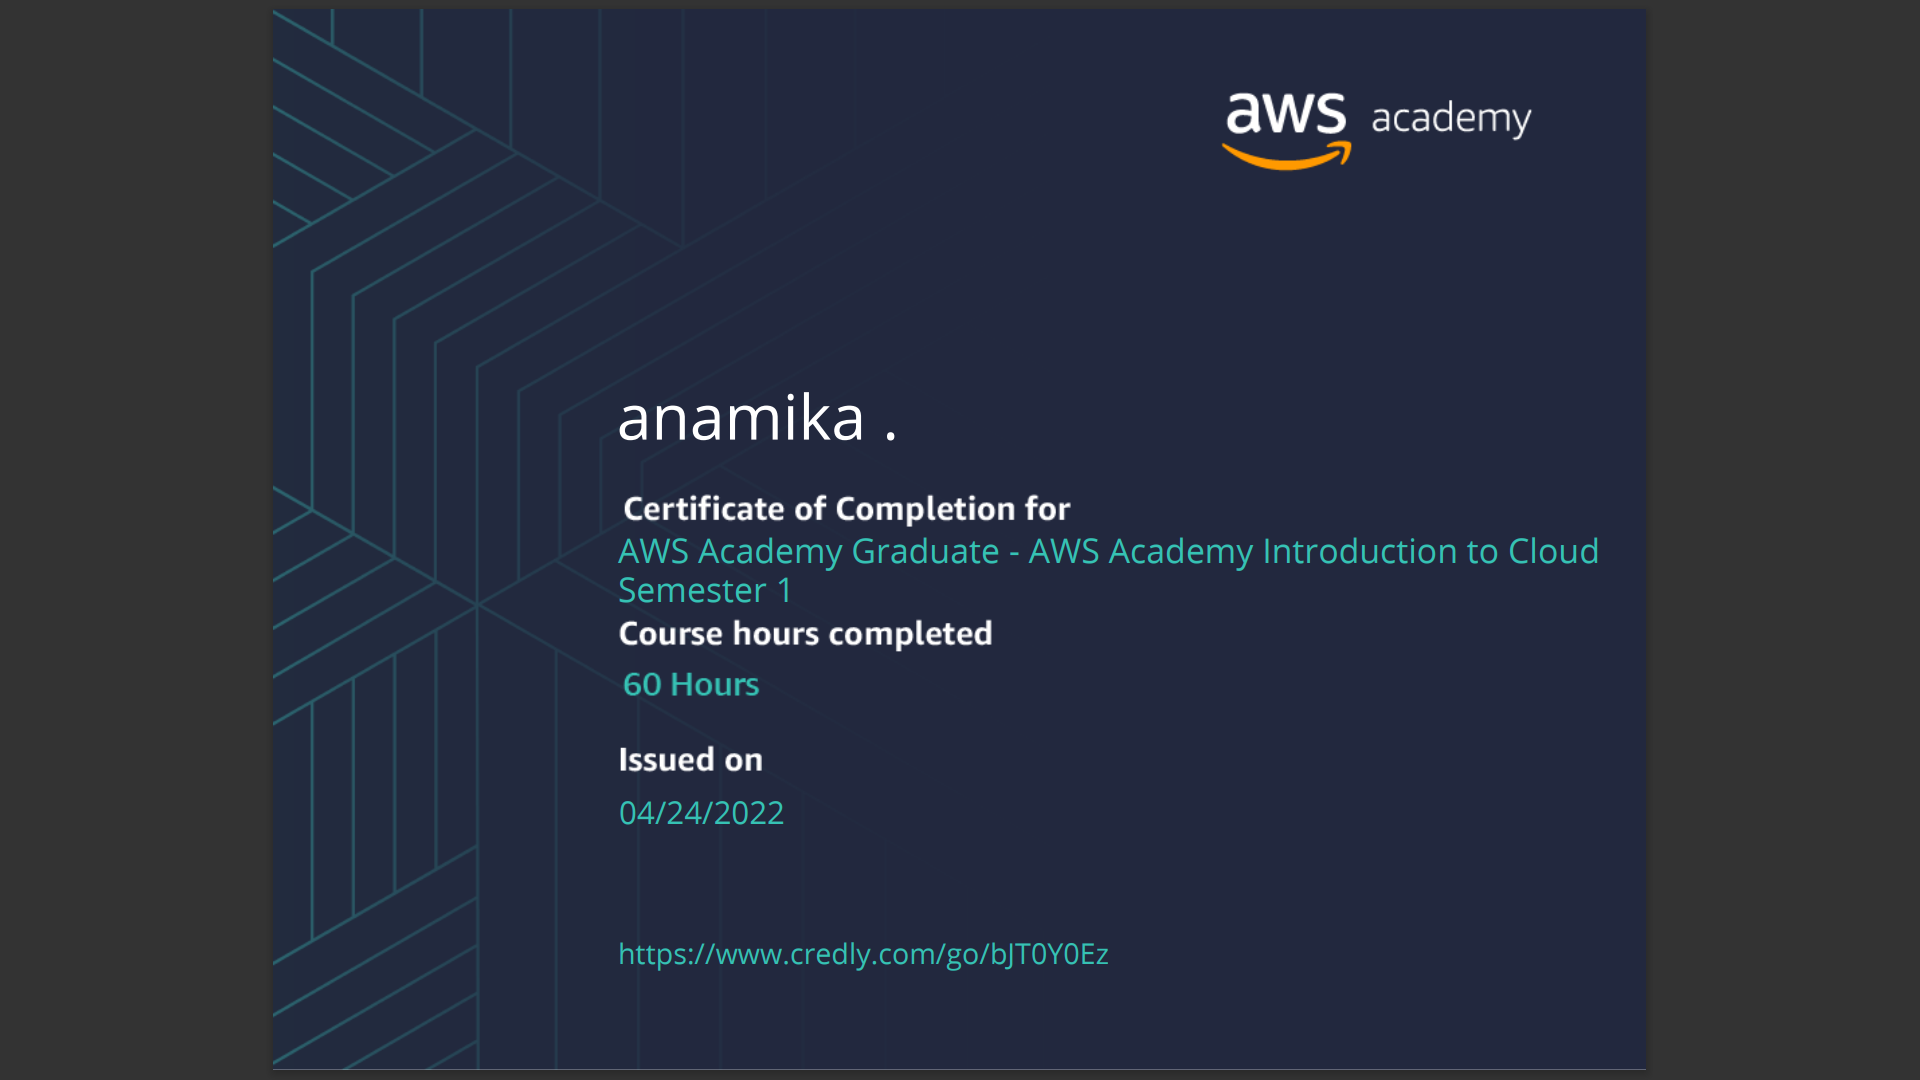 aws academy
anamika .
Certificate of Completion for
AWS Academy Graduate - AWS Academy Introduction to Cloud
Semester 1
Course hours completed
60 Hours
Issued on
04/24/2022
https://www.credly.com/go/bJT0Y0Ez